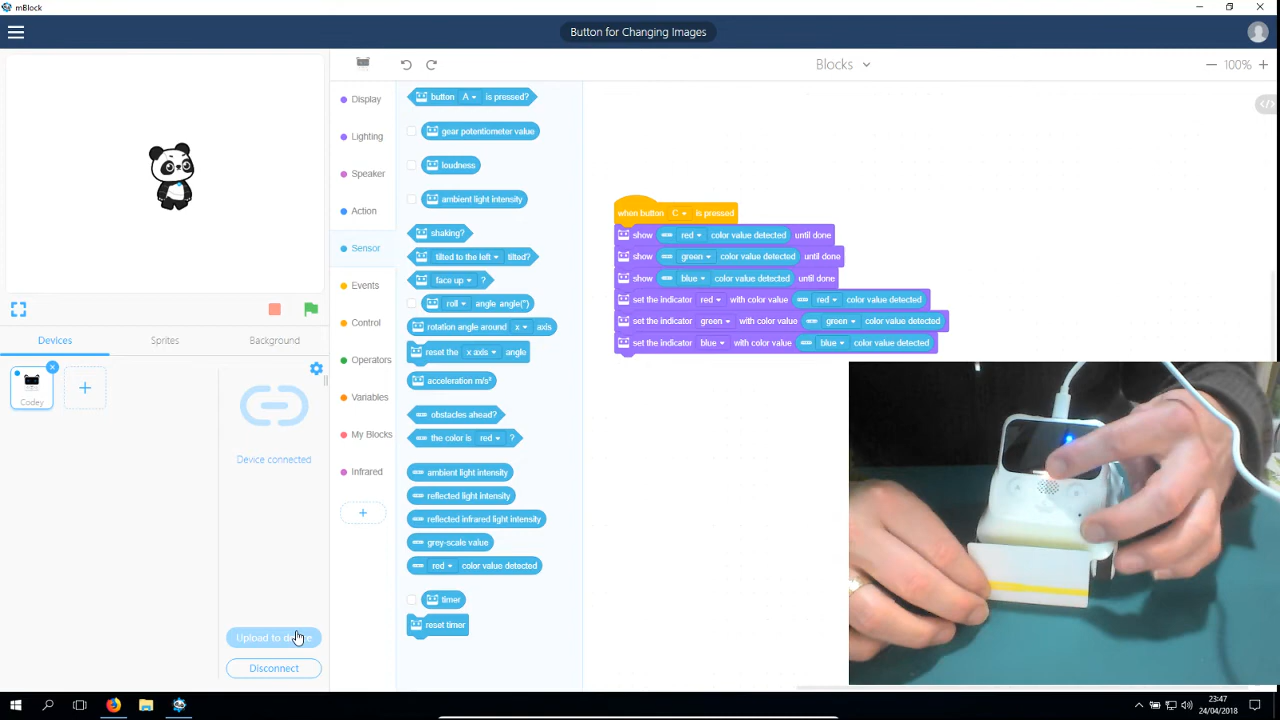 mBlock
Button for Changing Images
Blocks
100%
Display
Lighting
Speaker
Action
Sensor
Events
Control
Operators
Variables
My Blocks
Infrared
button A is pressed?
gear potentiometer value
loudness
ambient light intensity
shaking?
tilted to the left tilted?
face up ?
roll angle angle(°)
rotation angle around x axis
reset the x axis angle
acceleration m/s²
obstacles ahead?
the color is red ?
ambient light intensity
reflected light intensity
reflected infrared light intensity
grey-scale value
red color value detected
timer
reset timer
when button C is pressed
show red color value detected until done
show green color value detected until done
show blue color value detected until done
set the indicator red with color value red color value detected
set the indicator green with color value green color value detected
set the indicator blue with color value blue color value detected
Devices
Sprites
Background
Codey
Device connected
Upload to
Disconnect
23:47
24/04/2018